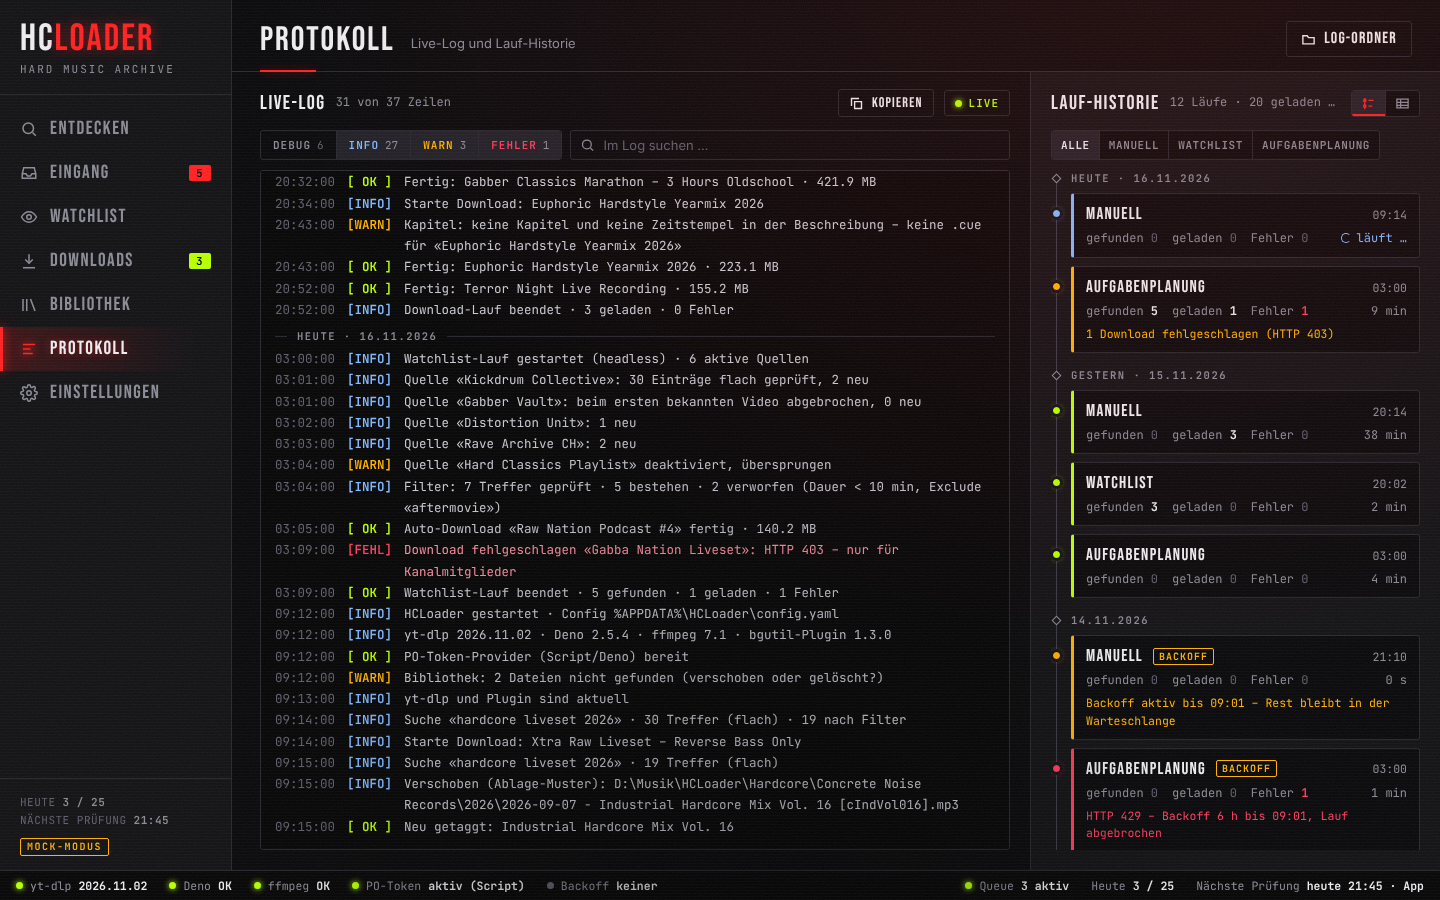 HCLOADER
HARD MUSIC ARCHIVE
ENTDECKEN
EINGANG 5
WATCHLIST
DOWNLOADS 3
BIBLIOTHEK
PROTOKOLL
EINSTELLUNGEN
HEUTE 3 / 25
NÄCHSTE PRÜFUNG 21:45
MOCK-MODUS
PROTOKOLL Live-Log und Lauf-Historie
LOG-ORDNER
LIVE-LOG 31 von 37 Zeilen
KOPIEREN
LIVE
DEBUG 6 INFO 27 WARN 3 FEHLER 1
Im Log suchen …
20:32:00 [ OK ] Fertig: Gabber Classics Marathon – 3 Hours Oldschool · 421.9 MB
20:34:00 [INFO] Starte Download: Euphoric Hardstyle Yearmix 2026
20:43:00 [WARN] Kapitel: keine Kapitel und keine Zeitstempel in der Beschreibung – keine .cue
für «Euphoric Hardstyle Yearmix 2026»
20:43:00 [ OK ] Fertig: Euphoric Hardstyle Yearmix 2026 · 223.1 MB
20:52:00 [ OK ] Fertig: Terror Night Live Recording · 155.2 MB
20:52:00 [INFO] Download-Lauf beendet · 3 geladen · 0 Fehler
HEUTE · 16.11.2026
03:00:00 [INFO] Watchlist-Lauf gestartet (headless) · 6 aktive Quellen
03:01:00 [INFO] Quelle «Kickdrum Collective»: 30 Einträge flach geprüft, 2 neu
03:01:00 [INFO] Quelle «Gabber Vault»: beim ersten bekannten Video abgebrochen, 0 neu
03:02:00 [INFO] Quelle «Distortion Unit»: 1 neu
03:03:00 [INFO] Quelle «Rave Archive CH»: 2 neu
03:04:00 [WARN] Quelle «Hard Classics Playlist» deaktiviert, übersprungen
03:04:00 [INFO] Filter: 7 Treffer geprüft · 5 bestehen · 2 verworfen (Dauer < 10 min, Exclude
«aftermovie»)
03:05:00 [ OK ] Auto-Download «Raw Nation Podcast #4» fertig · 140.2 MB
03:09:00 [FEHL] Download fehlgeschlagen «Gabba Nation Liveset»: HTTP 403 – nur für
Kanalmitglieder
03:09:00 [ OK ] Watchlist-Lauf beendet · 5 gefunden · 1 geladen · 1 Fehler
09:12:00 [INFO] HCLoader gestartet · Config %APPDATA%\HCLoader\config.yaml
09:12:00 [INFO] yt-dlp 2026.11.02 · Deno 2.5.4 · ffmpeg 7.1 · bgutil-Plugin 1.3.0
09:12:00 [ OK ] PO-Token-Provider (Script/Deno) bereit
09:12:00 [WARN] Bibliothek: 2 Dateien nicht gefunden (verschoben oder gelöscht?)
09:13:00 [INFO] yt-dlp und Plugin sind aktuell
09:14:00 [INFO] Suche «hardcore liveset 2026» · 30 Treffer (flach) · 19 nach Filter
09:14:00 [INFO] Starte Download: Xtra Raw Liveset – Reverse Bass Only
09:15:00 [INFO] Suche «hardcore liveset 2026» · 19 Treffer (flach)
09:15:00 [INFO] Verschoben (Ablage-Muster): D:\Musik\HCLoader\Hardcore\Concrete Noise
Records\2026\2026-09-07 - Industrial Hardcore Mix Vol. 16 [cIndVol016].mp3
09:15:00 [ OK ] Neu getaggt: Industrial Hardcore Mix Vol. 16
LAUF-HISTORIE 12 Läufe · 20 geladen …
ALLE MANUELL WATCHLIST AUFGABENPLANUNG
HEUTE · 16.11.2026
MANUELL 09:14
gefunden 0 geladen 0 Fehler 0 läuft …
AUFGABENPLANUNG 03:00
gefunden 5 geladen 1 Fehler 1 9 min
1 Download fehlgeschlagen (HTTP 403)
GESTERN · 15.11.2026
MANUELL 20:14
gefunden 0 geladen 3 Fehler 0 38 min
WATCHLIST 20:02
gefunden 3 geladen 0 Fehler 0 2 min
AUFGABENPLANUNG 03:00
gefunden 0 geladen 0 Fehler 0 4 min
14.11.2026
MANUELL BACKOFF 21:10
gefunden 0 geladen 0 Fehler 0 0 s
Backoff aktiv bis 09:01 – Rest bleibt in der
Warteschlange
AUFGABENPLANUNG BACKOFF 03:00
gefunden 0 geladen 0 Fehler 1 1 min
HTTP 429 – Backoff 6 h bis 09:01, Lauf
abgebrochen
yt-dlp 2026.11.02 Deno OK ffmpeg OK PO-Token aktiv (Script) Backoff keiner
Queue 3 aktiv Heute 3 / 25 Nächste Prüfung heute 21:45 · App